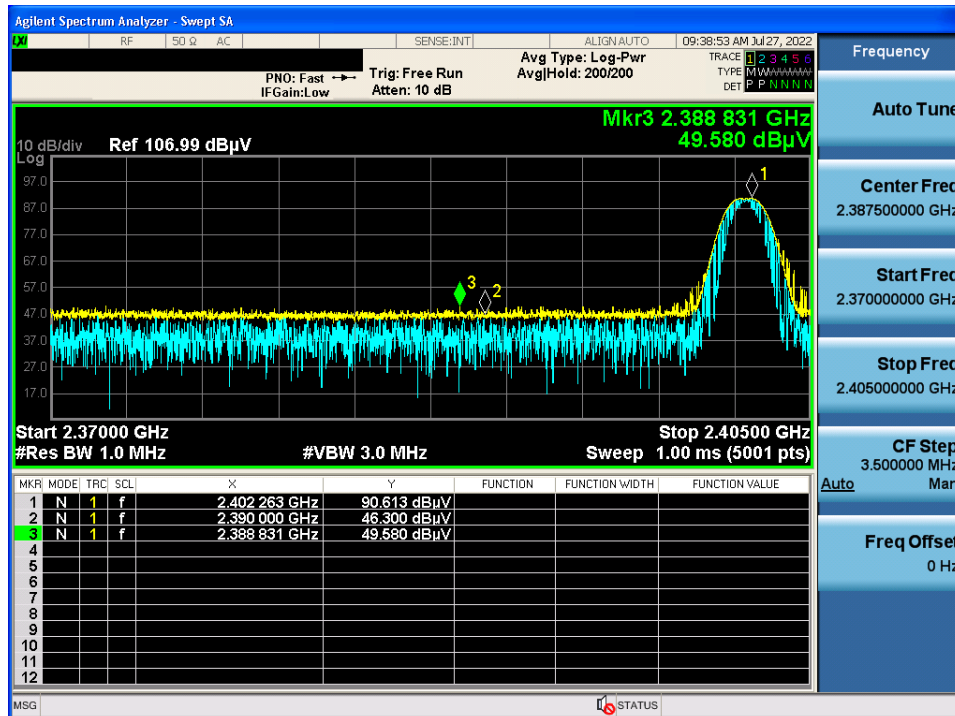 Agilent Spectrum Analyzer - Swept SA
LXI RF 50 Ω AC SENSE:INT ALIGN AUTO 09:38:53 AM Jul 27, 2022
PNO: Fast Trig: Free Run Avg Type: Log-Pwr TRACE 1 2 3 4 5 6
IFGain:Low Atten: 10 dB Avg|Hold: 200/200 TYPE MWWWWW
DET P P N N N N
Mkr3 2.388 831 GHz
49.580 dBµV
10 dB/div Ref 106.99 dBµV
Log
97.0
87.0
77.0
67.0
57.0
47.0
37.0
27.0
17.0
1
3
2
Start 2.37000 GHz Stop 2.40500 GHz
#Res BW 1.0 MHz #VBW 3.0 MHz Sweep 1.00 ms (5001 pts)
MKR MODE TRC SCL X Y FUNCTION FUNCTION WIDTH FUNCTION VALUE
1 N 1 f 2.402 263 GHz 90.613 dBµV
2 N 1 f 2.390 000 GHz 46.300 dBµV
3 N 1 f 2.388 831 GHz 49.580 dBµV
4
5
6
7
8
9
10
11
12
MSG STATUS
Frequency
Auto Tune
Center Freq
2.387500000 GHz
Start Freq
2.370000000 GHz
Stop Freq
2.405000000 GHz
CF Step
3.500000 MHz
Auto Man
Freq Offset
0 Hz